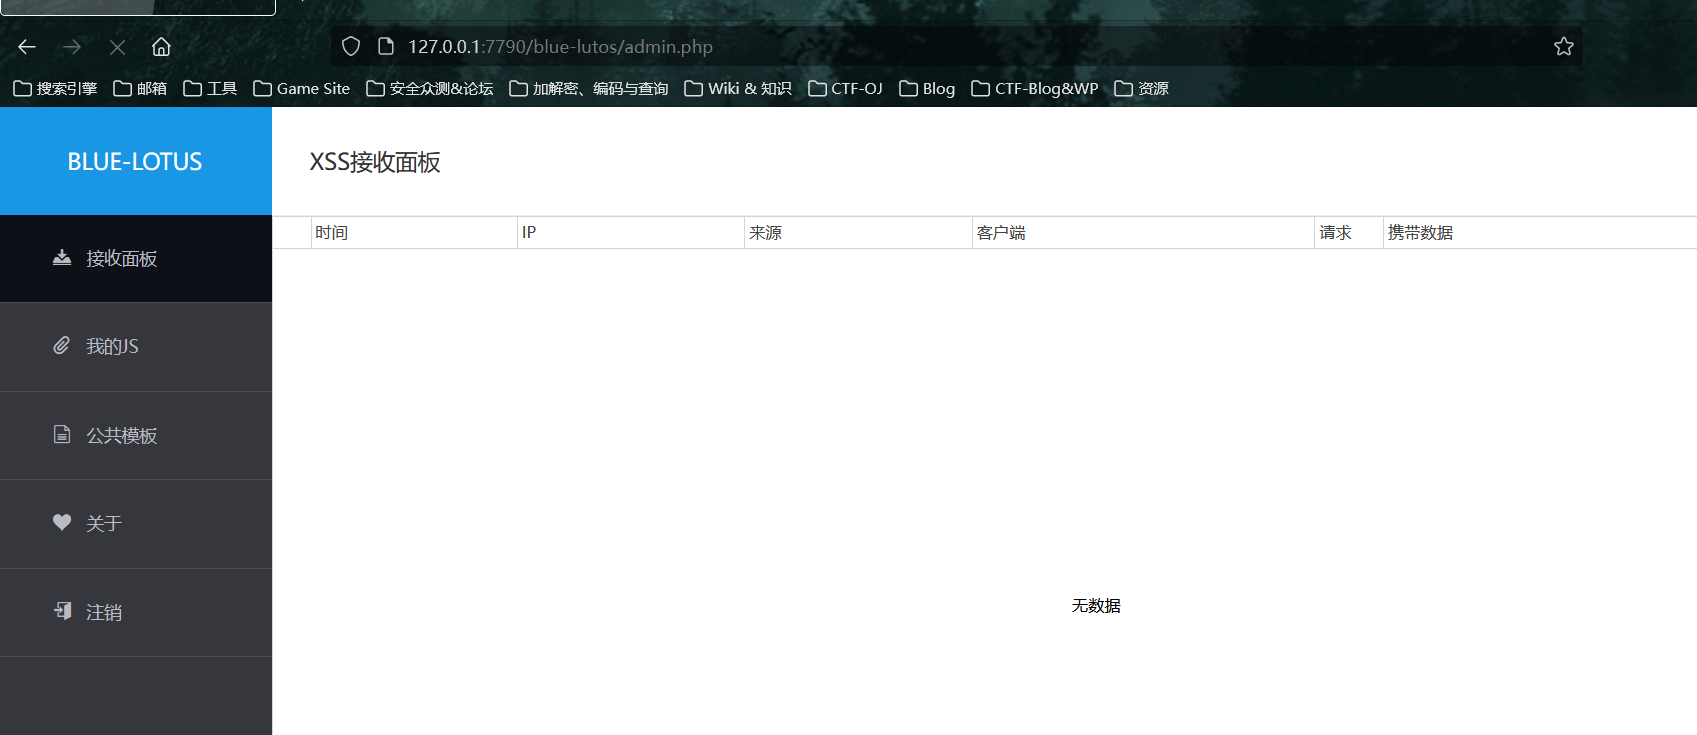 127.0.0.1:7790/blue-lutos/admin.php
搜索引擎 邮箱 工具 Game Site 安全众测&论坛 加解密、编码与查询 Wiki & 知识 CTF-OJ Blog CTF-Blog&WP 资源
BLUE-LOTUS
XSS接收面板
时间 IP 来源 客户端 请求 携带数据
接收面板
我的JS
公共模板
关于
无数据
注销